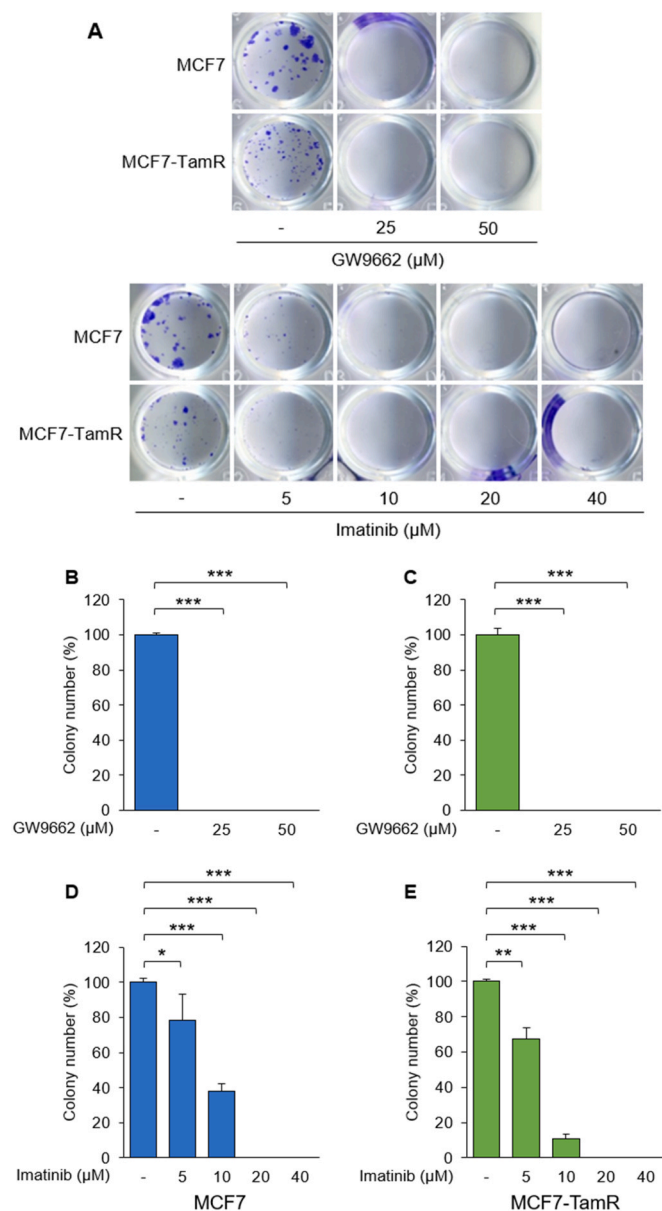 A
MCF7
MCF7-TamR
- 25 50
GW9662 (µM)
MCF7
MCF7-TamR
- 5 10 20 40
Imatinib (µM)
B
***
***
120
100
80
60
40
20
0
Colony number (%)
GW9662 (µM) - 25 50
C
***
***
120
100
80
60
40
20
0
Colony number (%)
GW9662 (µM) - 25 50
D
***
***
***
*
120
100
80
60
40
20
0
Colony number (%)
Imatinib (µM) - 5 10 20 40
MCF7
E
***
***
***
**
120
100
80
60
40
20
0
Colony number (%)
Imatinib (µM) - 5 10 20 40
MCF7-TamR